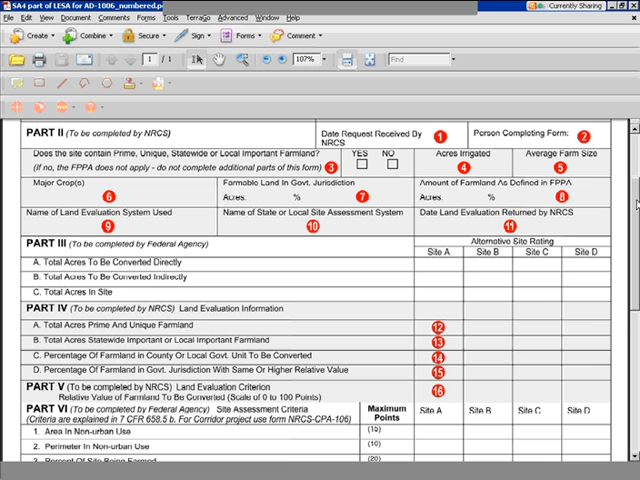 SA4 part of LESA for AD-1006_numbered.p
Currently Sharing
File Edit View Document Comments Forms Tools TerraGo Advanced Window Help
Create Combine Secure Sign Forms Comment
1 / 1 107% Find
PART II (To be completed by NRCS)
Date Request Received By NRCS 1
Person Completing Form: 2
Does the site contain Prime, Unique, Statewide or Local Important Farmland?
(If no, the FPPA does not apply - do not complete additional parts of this form) 3
YES NO
Acres Irrigated 4
Average Farm Size 5
Major Crop(s) 6
Farmable Land In Govt. Jurisdiction
Acres: % 7
Amount of Farmland As Defined in FPPA
Acres: % 8
Name of Land Evaluation System Used 9
Name of State or Local Site Assessment System 10
Date Land Evaluation Returned by NRCS 11
PART III (To be completed by Federal Agency)
Alternative Site Rating
Site A Site B Site C Site D
A. Total Acres To Be Converted Directly
B. Total Acres To Be Converted Indirectly
C. Total Acres In Site
PART IV (To be completed by NRCS) Land Evaluation Information
A. Total Acres Prime And Unique Farmland 12
B. Total Acres Statewide Important or Local Important Farmland 13
C. Percentage Of Farmland in County Or Local Govt. Unit To Be Converted 14
D. Percentage Of Farmland in Govt. Jurisdiction With Same Or Higher Relative Value 15
PART V (To be completed by NRCS) Land Evaluation Criterion
Relative Value of Farmland To Be Converted (Scale of 0 to 100 Points) 16
PART VI (To be completed by Federal Agency) Site Assessment Criteria
(Criteria are explained in 7 CFR 658.5 b. For Corridor project use form NRCS-CPA-106)
Maximum Points
Site A Site B Site C Site D
1. Area In Non-urban Use (15)
2. Perimeter In Non-urban Use (10)
3. Percent Of Site Being Farmed (20)